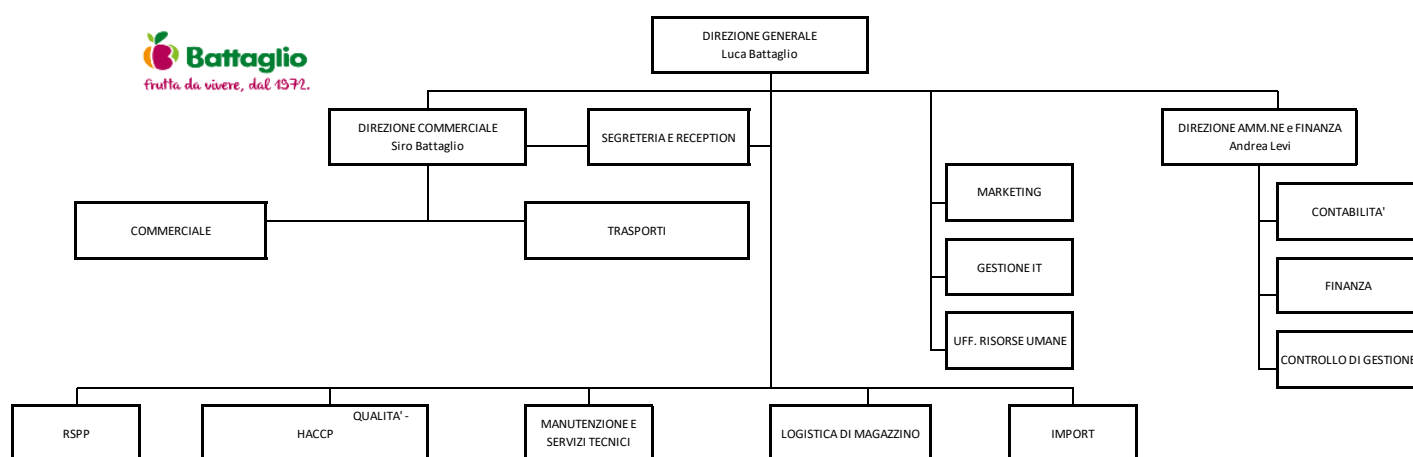 DIREZIONE GENERALE
Luca Battaglio
Battaglio
frutta da vivere, dal 1972.
DIREZIONE COMMERCIALE
Siro Battaglio
SEGRETERIA E RECEPTION
DIREZIONE AMM.NE e FINANZA
Andrea Levi
MARKETING
CONTABILITA'
COMMERCIALE
TRASPORTI
GESTIONE IT
FINANZA
UFF. RISORSE UMANE
CONTROLLO DI GESTIONE
RSPP
QUALITA' -
HACCP
MANUTENZIONE E
SERVIZI TECNICI
LOGISTICA DI MAGAZZINO
IMPORT